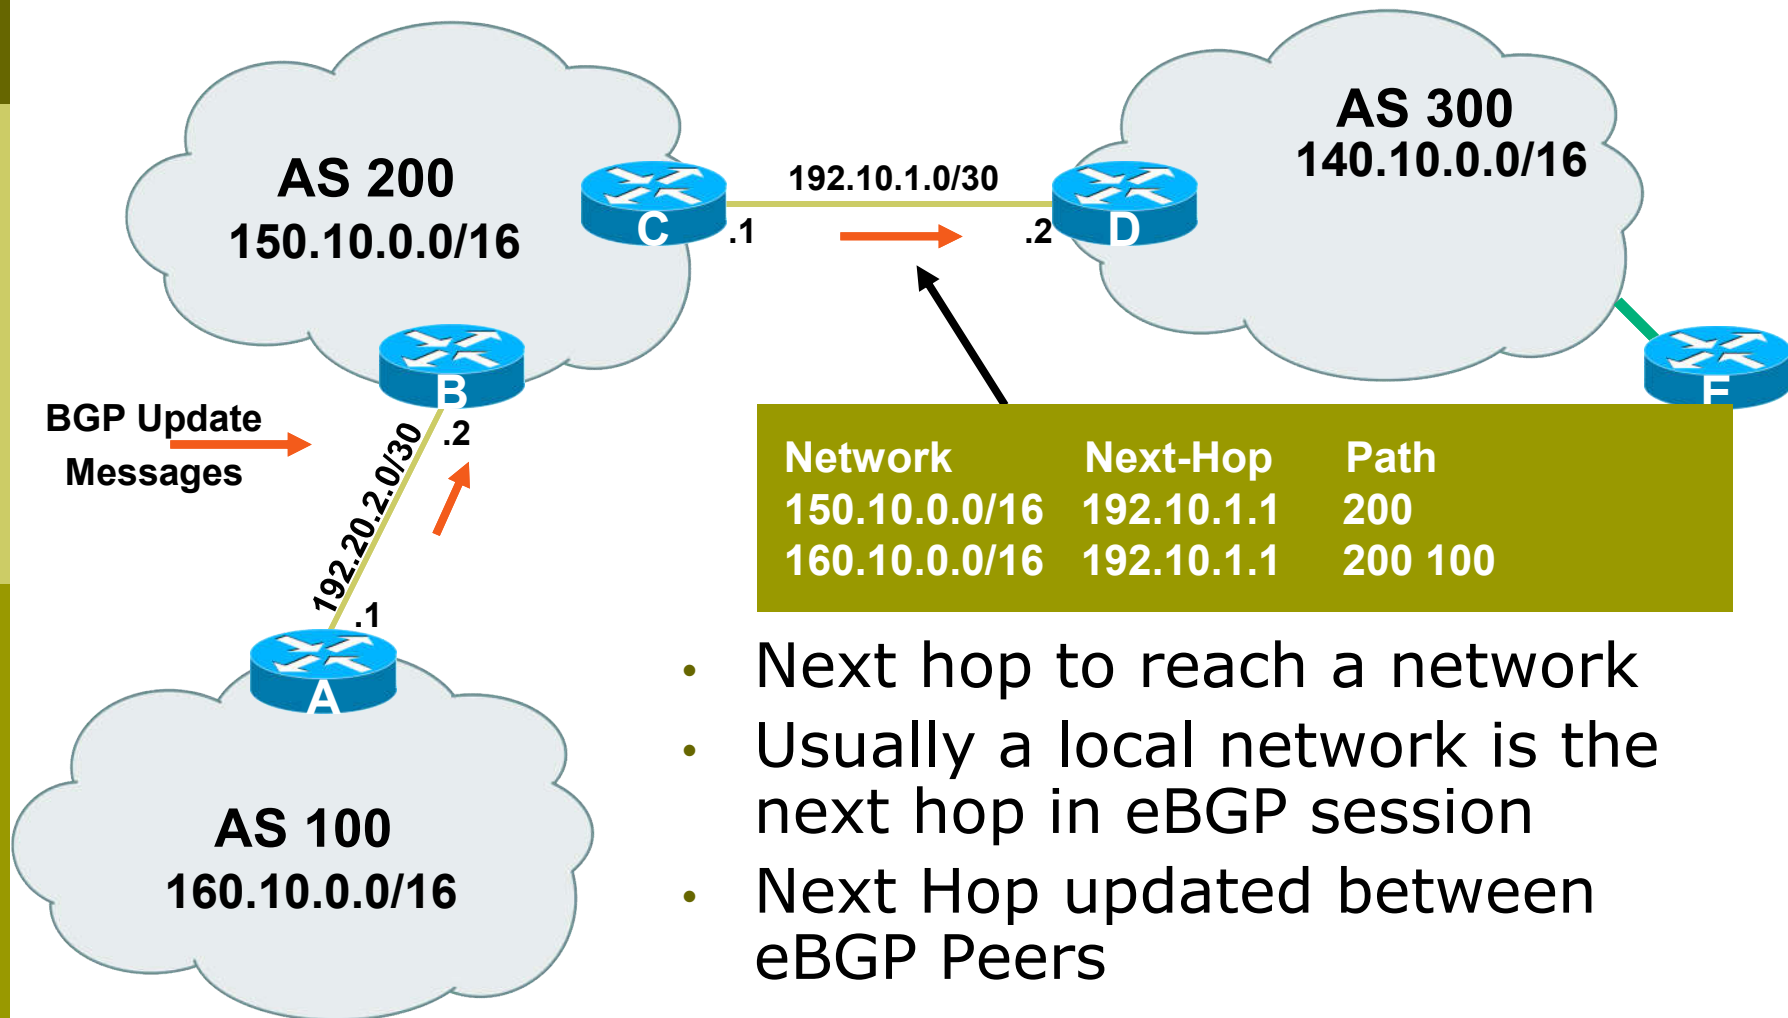 AS 200
150.10.0.0/16
C
.1
192.10.1.0/30
.2
D
AS 300
140.10.0.0/16
B
.2
BGP Update
Messages
192.20.2.0/30
.1
A
AS 100
160.10.0.0/16
Network Next-Hop Path
150.10.0.0/16 192.10.1.1 200
160.10.0.0/16 192.10.1.1 200 100
• Next hop to reach a network
• Usually a local network is the
next hop in eBGP session
• Next Hop updated between
eBGP Peers